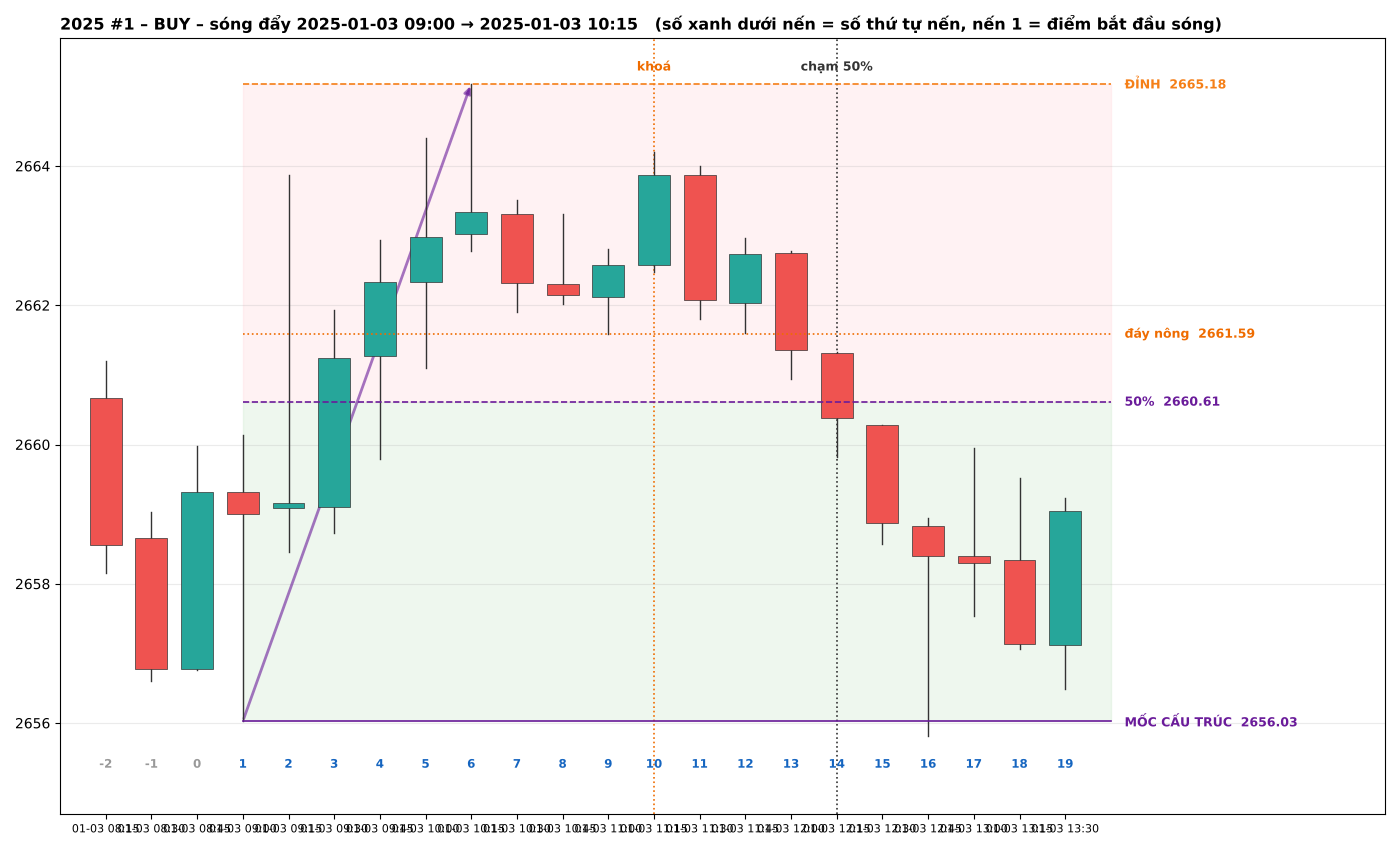 2025 #1 – BUY – sóng đẩy 2025-01-03 09:00 → 2025-01-03 10:15 (số xanh dưới nến = số thứ tự nến, nến 1 = điểm bắt đầu sóng)
khoá chạm 50%
ĐỈNH 2665.18
2664
2662
đáy nông 2661.59
50% 2660.61
2660
2658
2656
MỐC CẤU TRÚC 2656.03
-2 -1 0 1 2 3 4 5 6 7 8 9 10 11 12 13 14 15 16 17 18 19